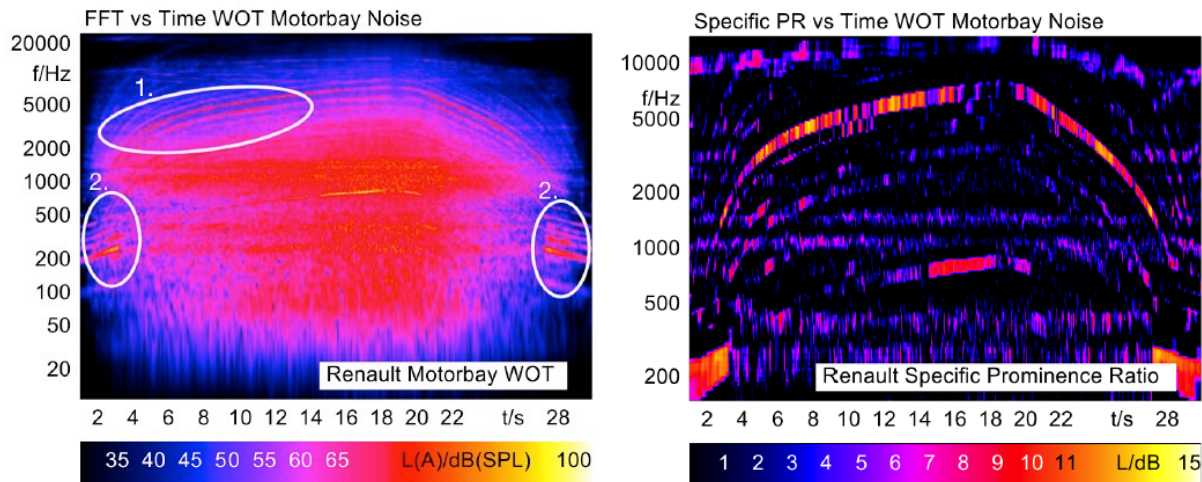 FFT vs Time WOT Motorbay Noise
20000
f/Hz
5000
2000
1000
500
200
100
50
20
1.
2.
2.
Renault Motorbay WOT
2 4 6 8 10 12 14 16 18 20 22 t/s 28
35 40 45 50 55 60 65 L(A)/dB(SPL) 100
Specific PR vs Time WOT Motorbay Noise
10000
f/Hz
5000
2000
1000
500
200
Renault Specific Prominence Ratio
2 4 6 8 10 12 14 16 18 20 22 t/s 28
1 2 3 4 5 6 7 8 9 10 11 L/dB 15